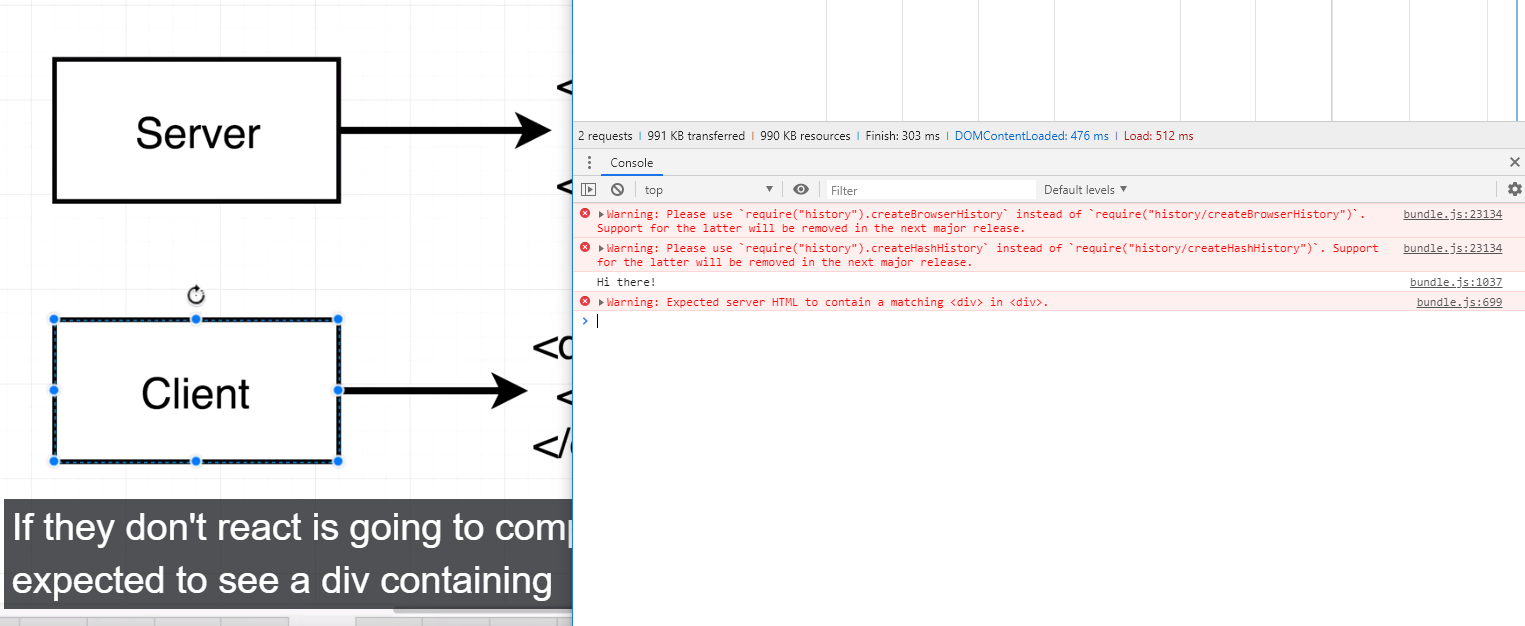 Server
<
<
Client
<
<
</
If they don't react is going to
expected to see a div containing
2 requests | 991 KB transferred | 990 KB resources | Finish: 303 ms | DOMContentLoaded: 476 ms | Load: 512 ms
Console
top
Filter
Default levels
Warning: Please use `require("history").createBrowserHistory` instead of `require("history/createBrowserHistory")`. bundle.js:23134
Support for the latter will be removed in the next major release.
Warning: Please use `require("history").createHashHistory` instead of `require("history/createHashHistory")`. Support bundle.js:23134
for the latter will be removed in the next major release.
Hi there! bundle.js:1037
Warning: Expected server HTML to contain a matching <div> in <div>. bundle.js:699